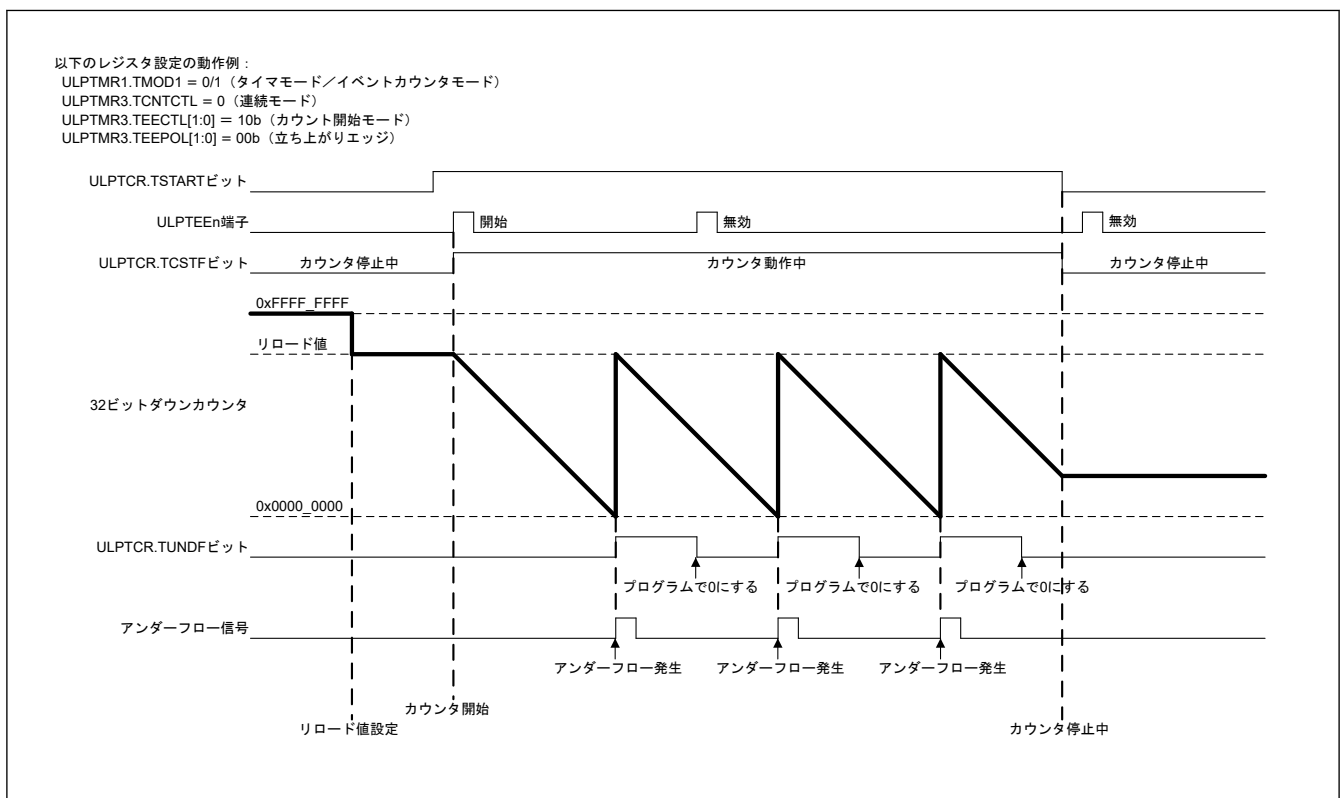 以下のレジスタ設定の動作例：
ULPTMR1.TMOD1 = 0/1（タイマモード／イベントカウンタモード）
ULPTMR3.TCNTCTL = 0（連続モード）
ULPTMR3.TEECTL[1:0] = 10b（カウント開始モード）
ULPTMR3.TEEPOL[1:0] = 00b（立ち上がりエッジ）
ULPTCR.TSTARTビット
ULPTEEn端子 開始 無効 無効
ULPTCR.TCSTFビット カウンタ停止中 カウンタ動作中 カウンタ停止中
0xFFFF_FFFF
リロード値
32ビットダウンカウンタ
0x0000_0000
ULPTCR.TUNDFビット
プログラムで0にする プログラムで0にする プログラムで0にする
アンダーフロー信号
アンダーフロー発生 アンダーフロー発生 アンダーフロー発生
カウンタ開始
リロード値設定 カウンタ停止中